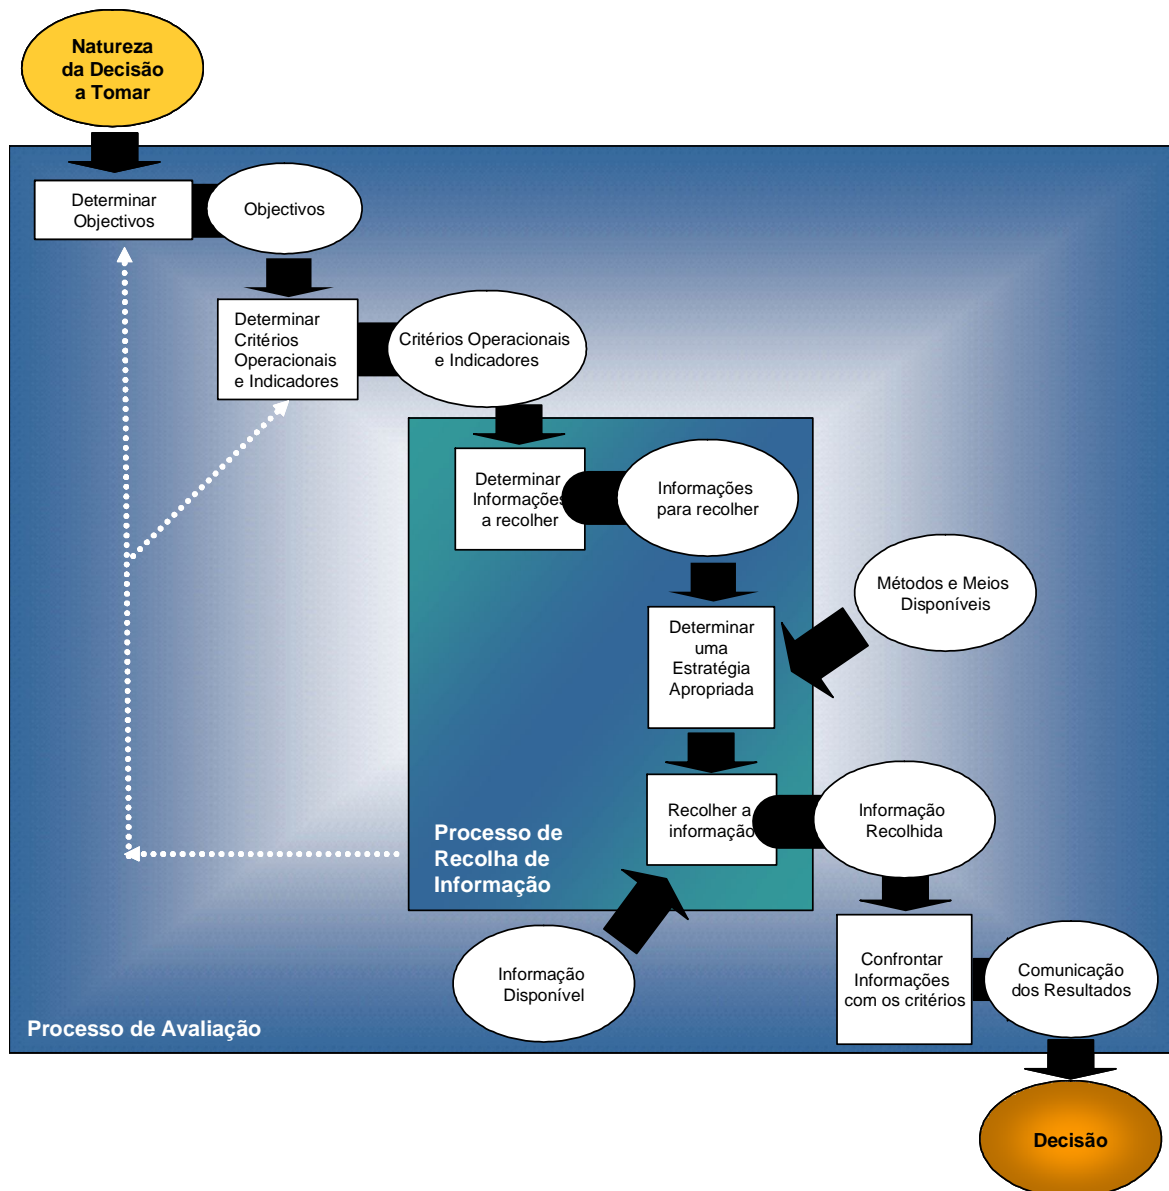 Natureza
da Decisão
a Tomar
Determinar
Objectivos
Objectivos
Determinar
Critérios
Operacionais
e Indicadores
Critérios Operacionais
e Indicadores
Determinar
Informações
a recolher
Informações
para recolher
Métodos e Meios
Disponíveis
Determinar
uma
Estratégia
Apropriada
Recolher a
informação
Informação
Recolhida
Processo de
Recolha de
Informação
Informação
Disponível
Confrontar
Informações
com os critérios
Comunicação
dos Resultados
Processo de Avaliação
Decisão